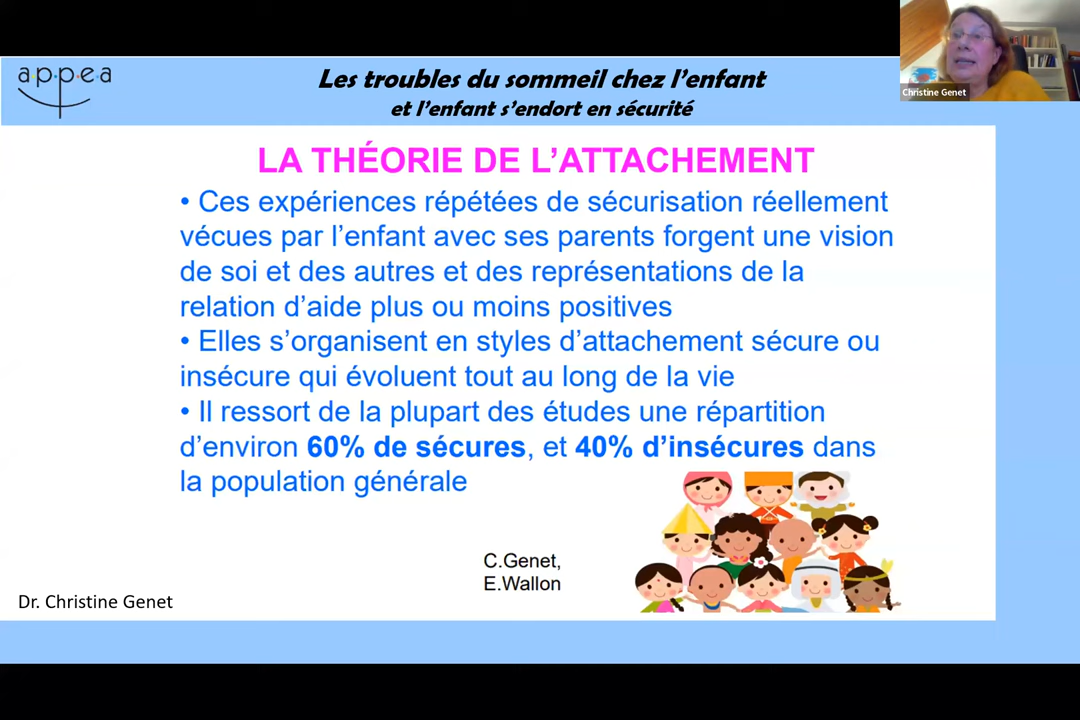 appea
Les troubles du sommeil chez l’enfant
et l’enfant s’endort en sécurité
Christine Genet
LA THÉORIE DE L’ATTACHEMENT
• Ces expériences répétées de sécurisation réellement
vécues par l’enfant avec ses parents forgent une vision
de soi et des autres et des représentations de la
relation d’aide plus ou moins positives
• Elles s’organisent en styles d’attachement sécure ou
insécure qui évoluent tout au long de la vie
• Il ressort de la plupart des études une répartition
d’environ 60% de sécures, et 40% d’insécures dans
la population générale
C.Genet,
E.Wallon
Dr. Christine Genet